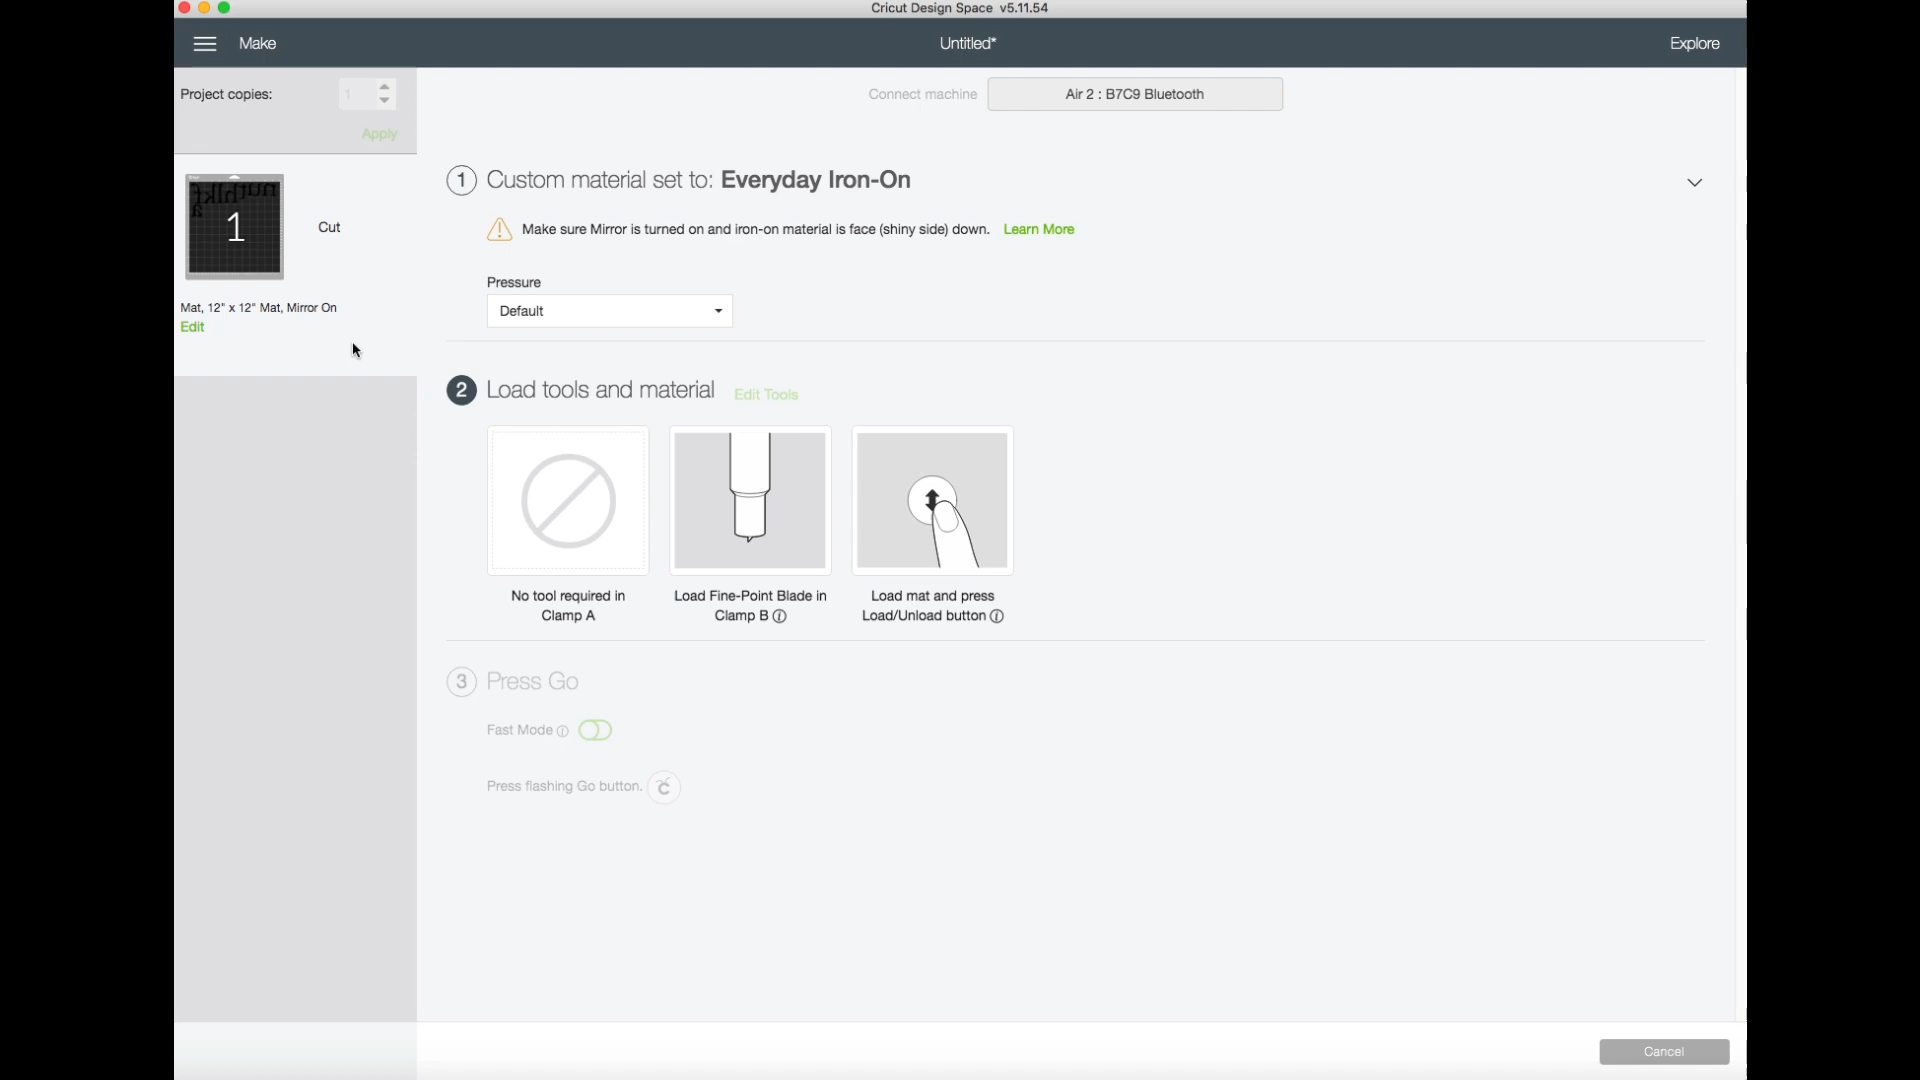 Cricut Design Space v5.11.54
Make
Untitled*
Explore
Project copies:
1
Apply
Connect machine
Air 2 : B7C9 Bluetooth
1 Custom material set to: Everyday Iron-On
Make sure Mirror is turned on and iron-on material is face (shiny side) down. Learn More
1
Cut
Pressure
Default
Mat, 12" x 12" Mat, Mirror On
Edit
2 Load tools and material
Edit Tools
No tool required in
Clamp A
Load Fine-Point Blade in
Clamp B
Load mat and press
Load/Unload button
3 Press Go
Fast Mode
Press flashing Go button.
Cancel